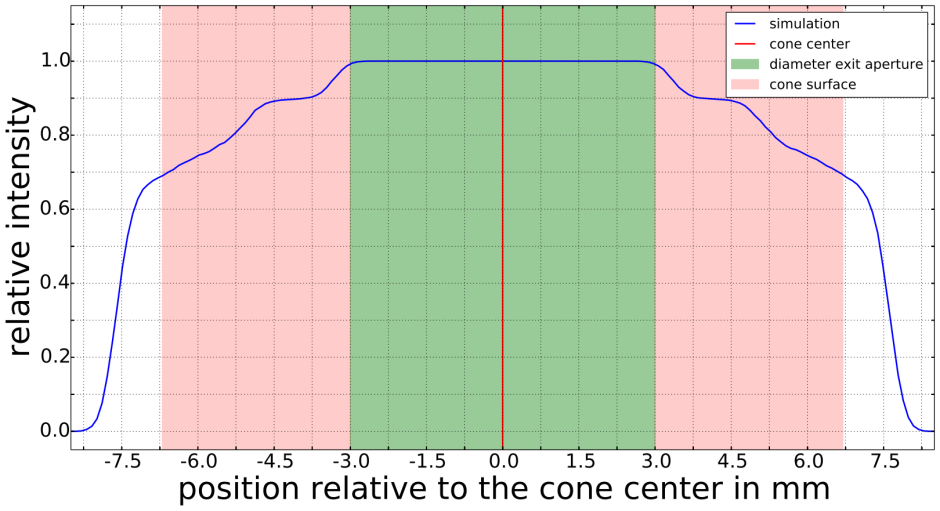 simulation
cone center
diameter exit aperture
cone surface
relative intensity
1.0
0.8
0.6
0.4
0.2
0.0
-7.5 -6.0 -4.5 -3.0 -1.5 0.0 1.5 3.0 4.5 6.0 7.5
position relative to the cone center in mm